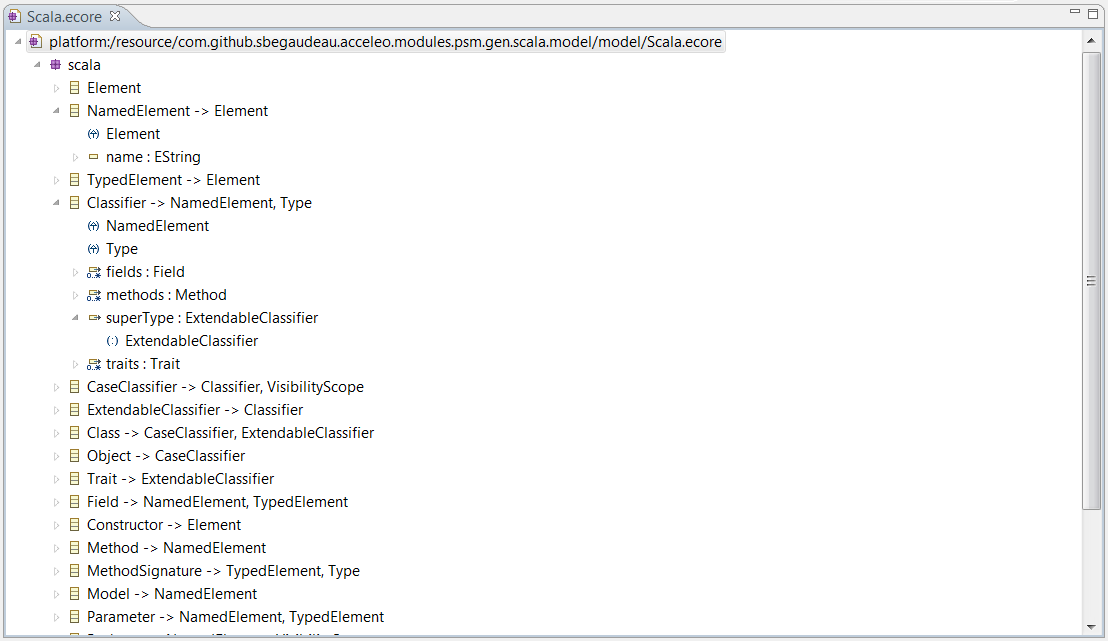 Scala.ecore
platform:/resource/com.github.sbegaudeau.acceleo.modules.psm.gen.scala.model/model/Scala.ecore
scala
Element
NamedElement -> Element
Element
name : EString
TypedElement -> Element
Classifier -> NamedElement, Type
NamedElement
Type
fields : Field
methods : Method
superType : ExtendableClassifier
ExtendableClassifier
traits : Trait
CaseClassifier -> Classifier, VisibilityScope
ExtendableClassifier -> Classifier
Class -> CaseClassifier, ExtendableClassifier
Object -> CaseClassifier
Trait -> ExtendableClassifier
Field -> NamedElement, TypedElement
Constructor -> Element
Method -> NamedElement
MethodSignature -> TypedElement, Type
Model -> NamedElement
Parameter -> NamedElement, TypedElement